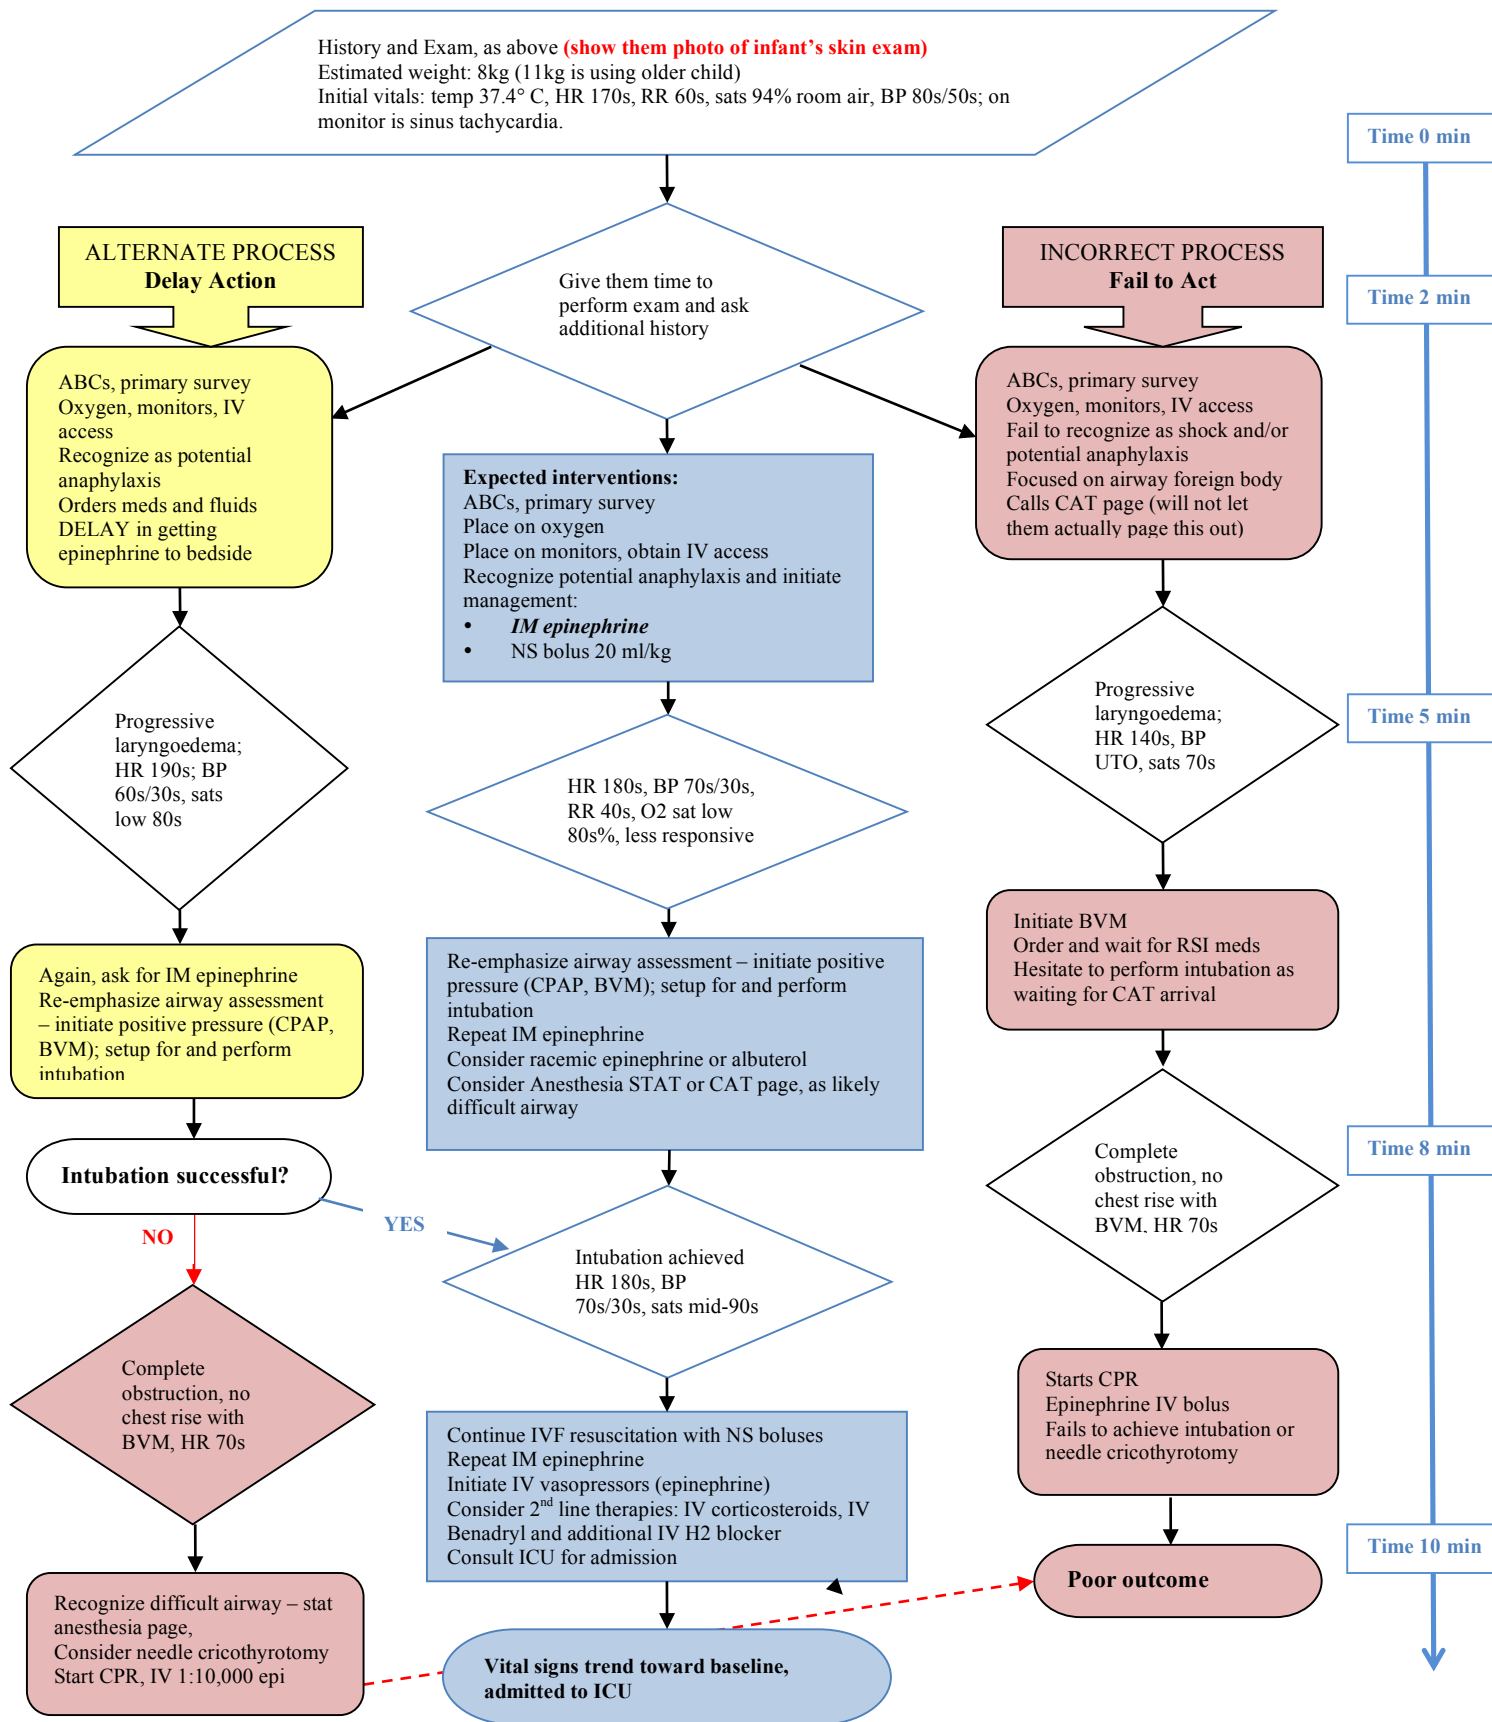 History and Exam, as above (show them photo of infant's skin exam)
Estimated weight: 8kg (11kg is using older child)
Initial vitals: temp 37.4° C, HR 170s, RR 60s, sats 94% room air, BP 80s/50s; on
monitor is sinus tachycardia.
Time 0 min
ALTERNATE PROCESS
Delay Action
Give them time to
perform exam and ask
additional history
INCORRECT PROCESS
Fail to Act
Time 2 min
ABCs, primary survey
Oxygen, monitors, IV
access
Recognize as potential
anaphylaxis
Orders meds and fluids
DELAY in getting
epinephrine to bedside
Expected interventions:
ABCs, primary survey
Place on oxygen
Place on monitors, obtain IV access
Recognize potential anaphylaxis and initiate
management:
• IM epinephrine
• NS bolus 20 ml/kg
ABCs, primary survey
Oxygen, monitors, IV access
Fail to recognize as shock and/or
potential anaphylaxis
Focused on airway foreign body
Calls CAT page (will not let
them actually page this out)
Progressive
laryngoedema;
HR 190s; BP
60s/30s, sats
low 80s
HR 180s, BP 70s/30s,
RR 40s, O2 sat low
80s%, less responsive
Progressive
laryngoedema;
HR 140s, BP
UTO, sats 70s
Time 5 min
Again, ask for IM epinephrine
Re-emphasize airway assessment
– initiate positive pressure (CPAP,
BVM); setup for and perform
intubation
Re-emphasize airway assessment – initiate positive
pressure (CPAP, BVM); setup for and perform
intubation
Repeat IM epinephrine
Consider racemic epinephrine or albuterol
Consider Anesthesia STAT or CAT page, as likely
difficult airway
Initiate BVM
Order and wait for RSI meds
Hesitate to perform intubation as
waiting for CAT arrival
Intubation successful?
YES
NO
Intubation achieved
HR 180s, BP
70s/30s, sats mid-90s
Complete
obstruction, no
chest rise with
BVM, HR 70s
Time 8 min
Complete
obstruction, no
chest rise with
BVM, HR 70s
Continue IVF resuscitation with NS boluses
Repeat IM epinephrine
Initiate IV vasopressors (epinephrine)
Consider 2nd line therapies: IV corticosteroids, IV
Benadryl and additional IV H2 blocker
Consult ICU for admission
Starts CPR
Epinephrine IV bolus
Fails to achieve intubation or
needle cricothyrotomy
Time 10 min
Recognize difficult airway – stat
anesthesia page,
Consider needle cricothyrotomy
Start CPR, IV 1:10,000 epi
Vital signs trend toward baseline,
admitted to ICU
Poor outcome